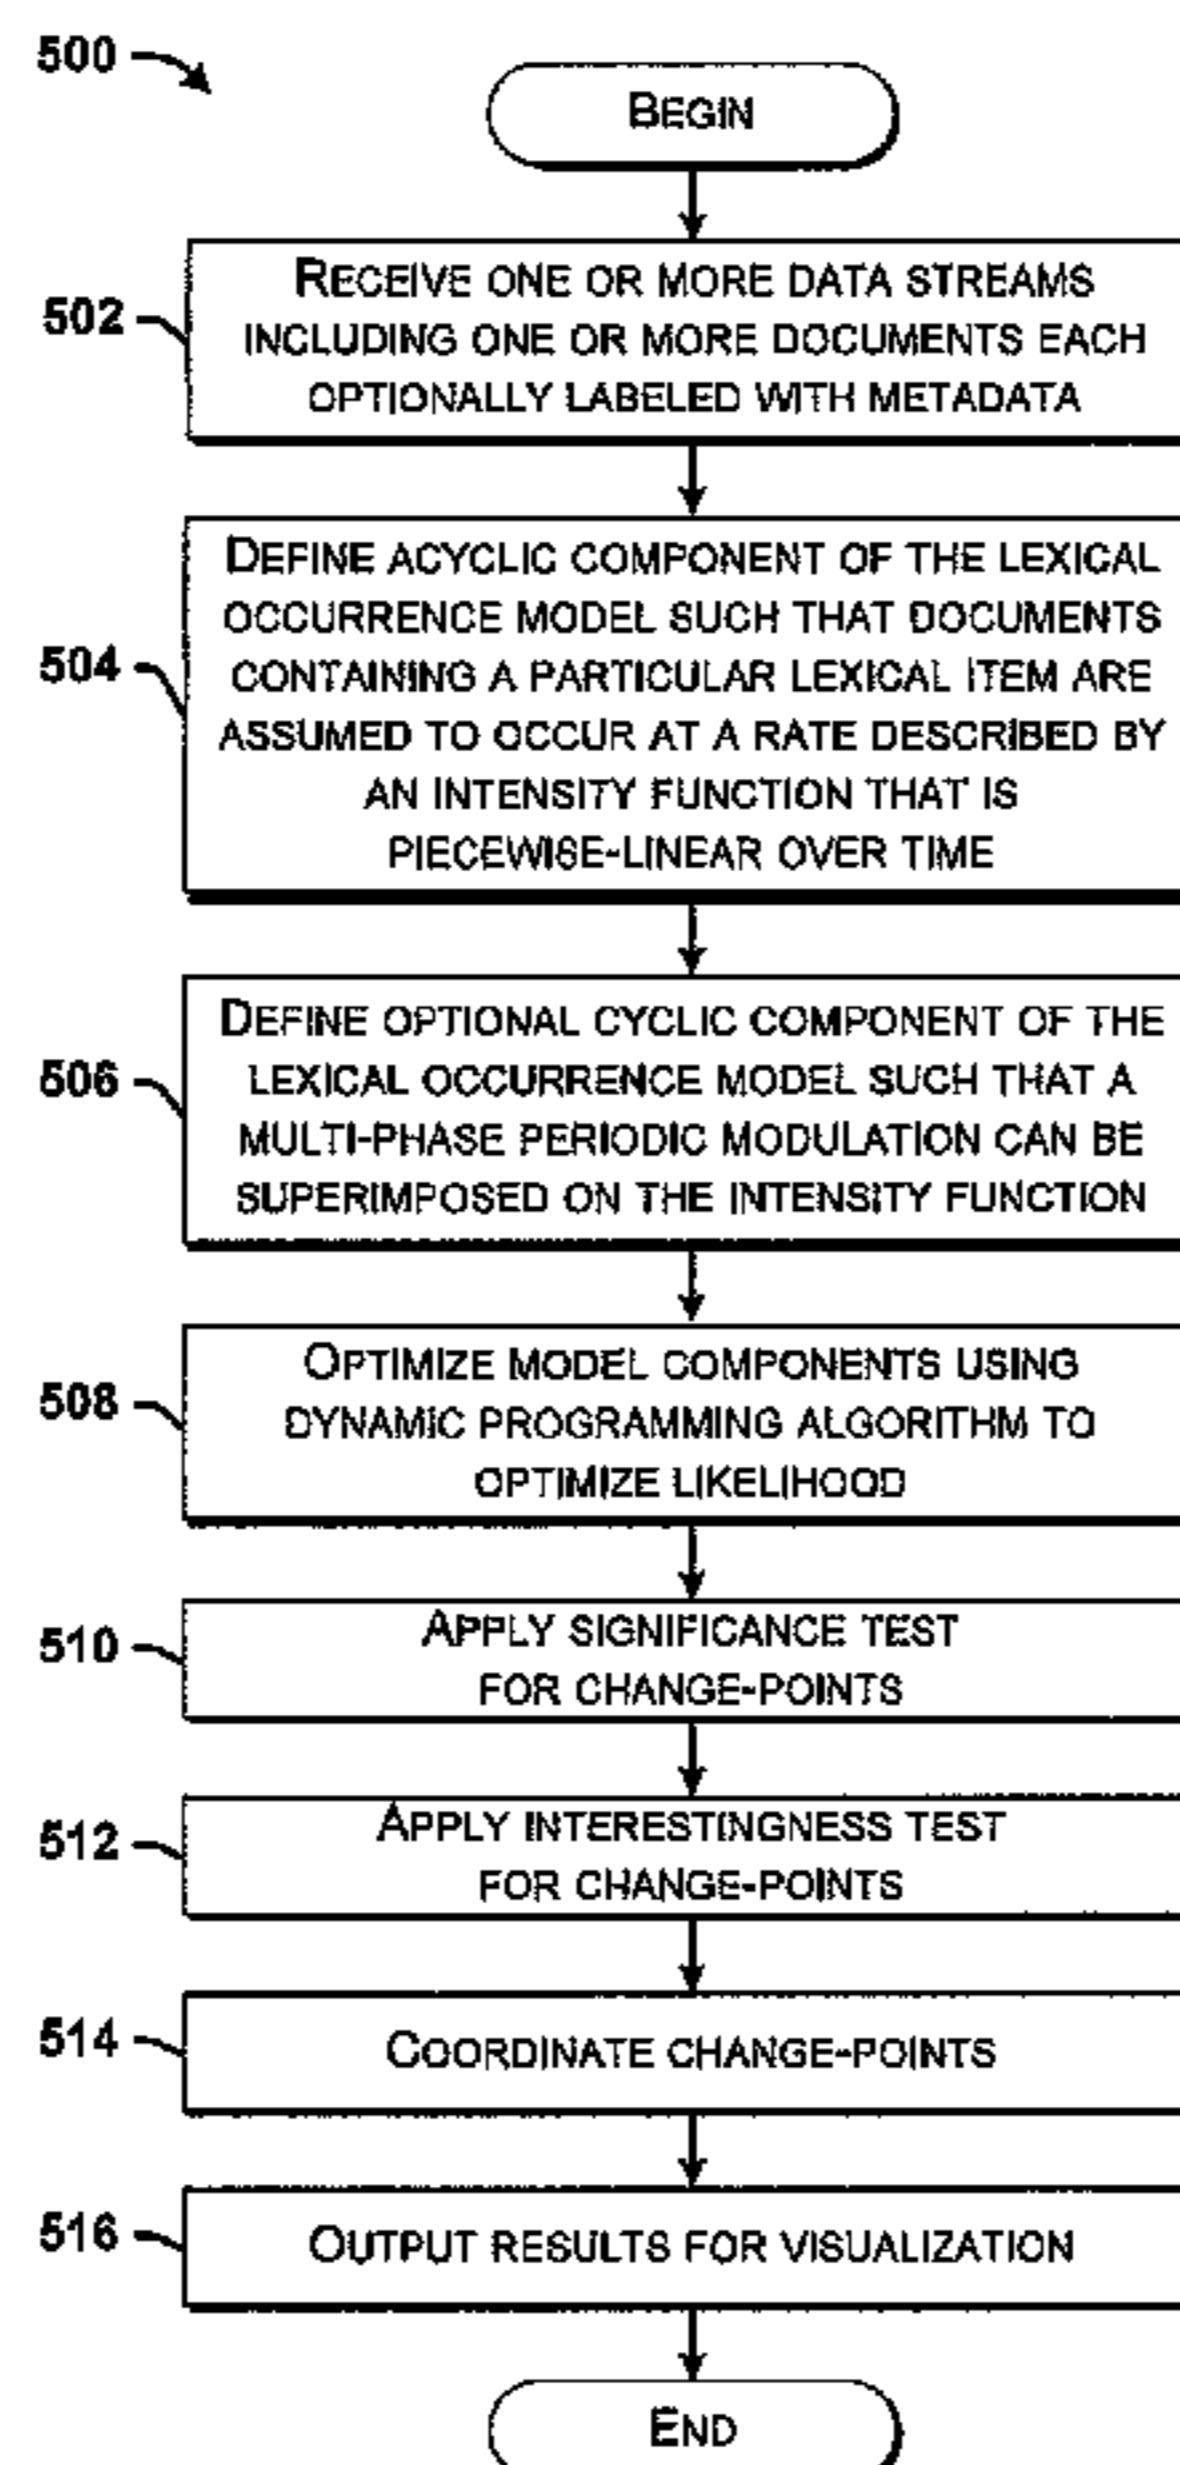 500
BEGIN
502
RECEIVE ONE OR MORE DATA STREAMS
INCLUDING ONE OR MORE DOCUMENTS EACH
OPTIONALLY LABELED WITH METADATA
504
DEFINE ACYCLIC COMPONENT OF THE LEXICAL
OCCURRENCE MODEL SUCH THAT DOCUMENTS
CONTAINING A PARTICULAR LEXICAL ITEM ARE
ASSUMED TO OCCUR AT A RATE DESCRIBED BY
AN INTENSITY FUNCTION THAT IS
PIECEWISE-LINEAR OVER TIME
506
DEFINE OPTIONAL CYCLIC COMPONENT OF THE
LEXICAL OCCURRENCE MODEL SUCH THAT A
MULTI-PHASE PERIODIC MODULATION CAN BE
SUPERIMPOSED ON THE INTENSITY FUNCTION
508
OPTIMIZE MODEL COMPONENTS USING
DYNAMIC PROGRAMMING ALGORITHM TO
OPTIMIZE LIKELIHOOD
510
APPLY SIGNIFICANCE TEST
FOR CHANGE-POINTS
512
APPLY INTERESTINGNESS TEST
FOR CHANGE-POINTS
514
COORDINATE CHANGE-POINTS
516
OUTPUT RESULTS FOR VISUALIZATION
END